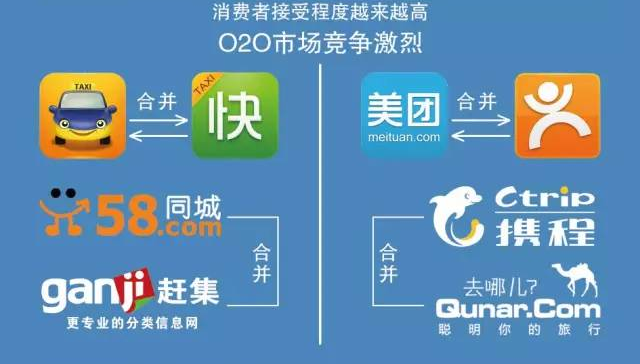 消费者接受程度越来越高
O2O市场竞争激烈
TAXI
合并
TAXI
快
美团
meituan.com
合并
58同城
.com
合并
ganji赶集
更专业的分类信息网
Ctrip
携程
合并
去哪儿?
Qunar.Com
聪明你的旅行